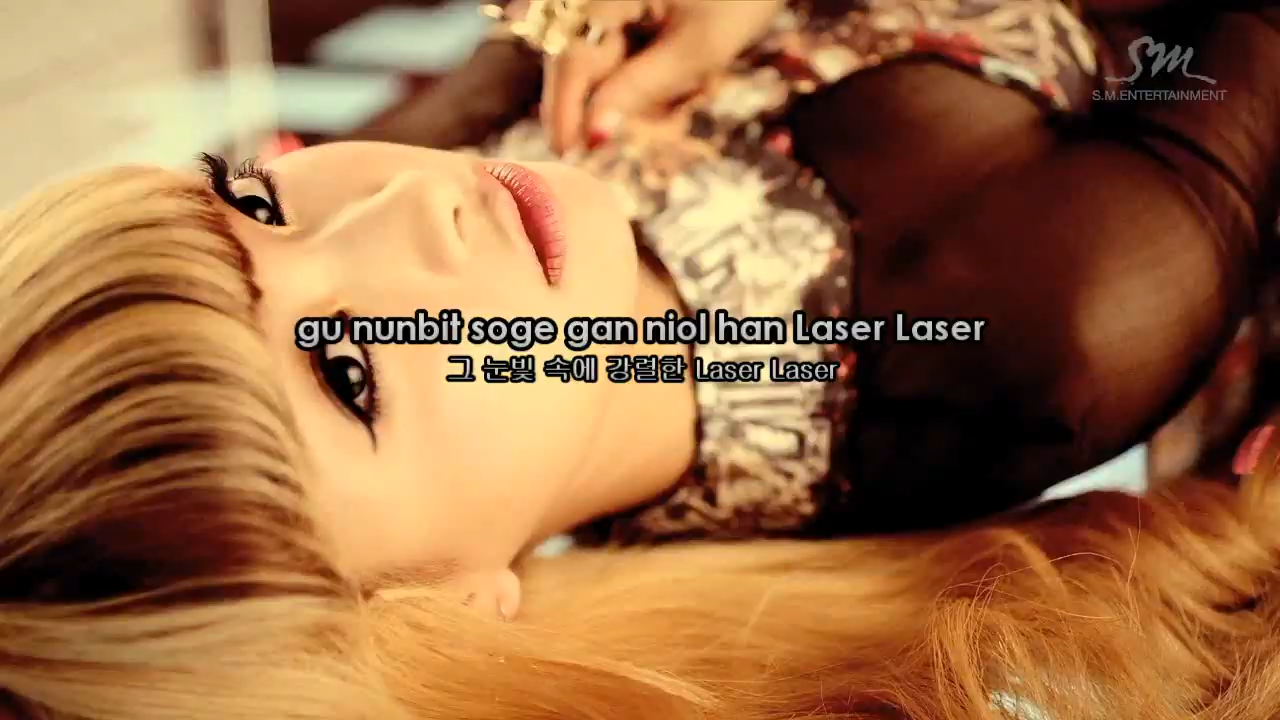 SM
S.M.ENTERTAINMENT
gu nunbit soge gan niol han Laser Laser
그 눈빛 속에 강렬한 Laser Laser